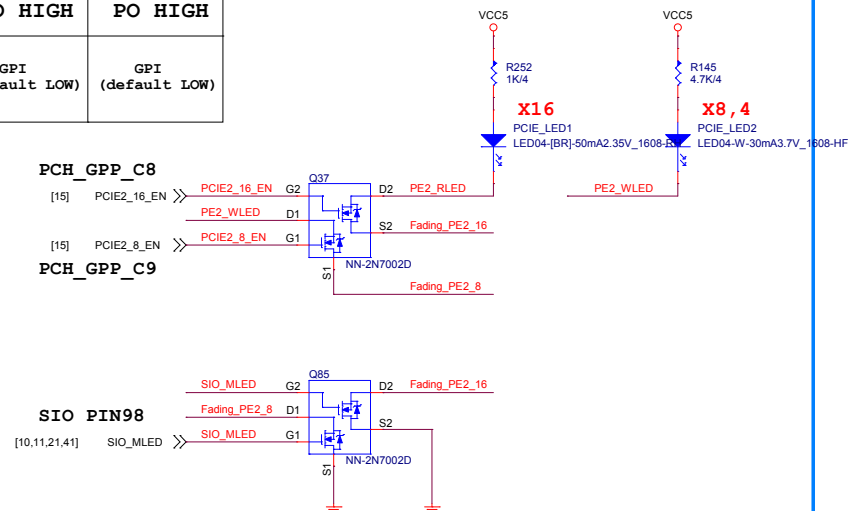 O HIGH PO HIGH
GPI GPI
ault LOW) (default LOW)
VCC5 VCC5
R252 R145
1K/4 4.7K/4
X16 X8,4
PCIE_LED1 PCIE_LED2
LED04-[BR]-50mA2.35V_1608-R LED04-W-30mA3.7V_1608-HF
PCH_GPP_C8
Q37
[15] PCIE2_16_EN PCIE2_16_EN G2 D2 PE2_RLED PE2_WLED
PE2_WLED D1
S2 Fading_PE2_16
[15] PCIE2_8_EN PCIE2_8_EN G1
PCH_GPP_C9
S1 NN-2N7002D
Fading_PE2_8
Q85
SIO_MLED G2 D2 Fading_PE2_16
SIO PIN98 Fading_PE2_8 D1
S2
[10,11,21,41] SIO_MLED SIO_MLED G1
S1 NN-2N7002D